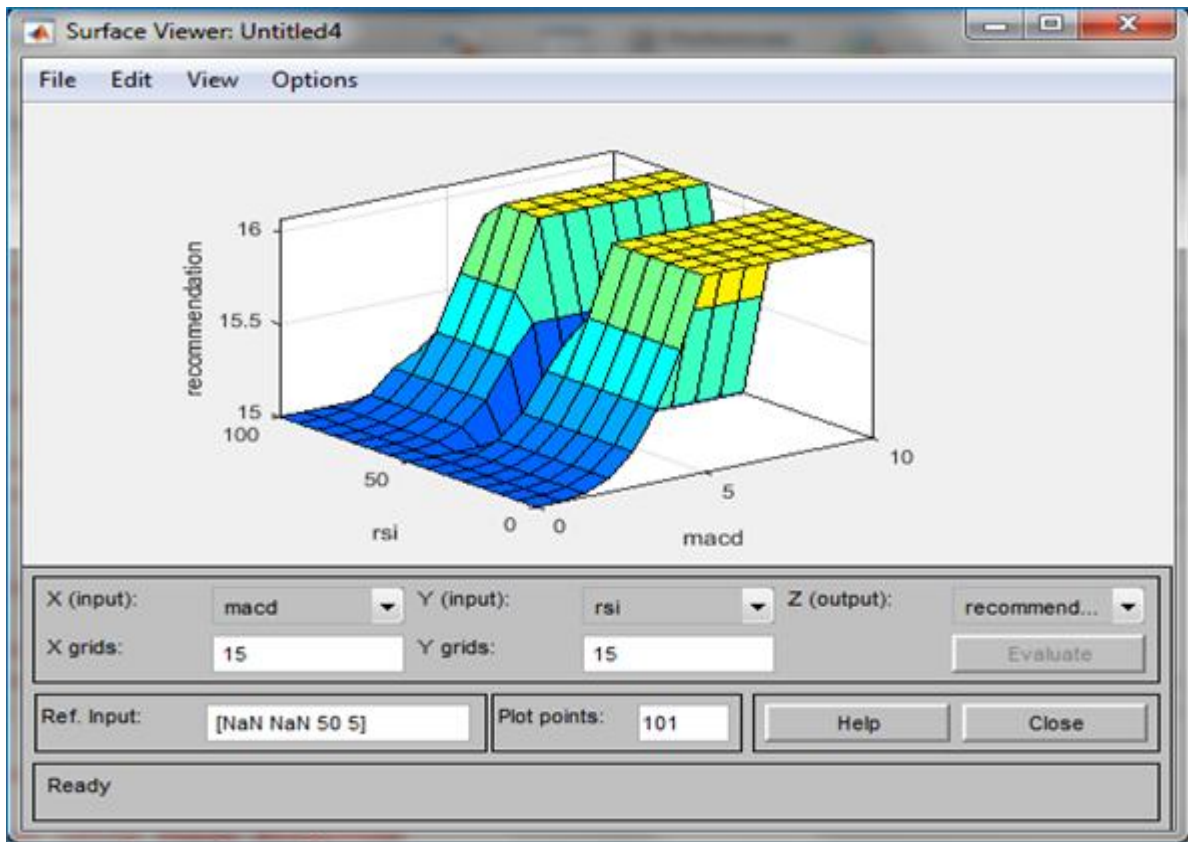 Surface Viewer: Untitled4
File Edit View Options
16
15.5
15
recommendation
100
50
0
rsi
0
5
10
macd
X (input): macd Y (input): rsi Z (output): recommend...
X grids: 15 Y grids: 15 Evaluate
Ref. Input: [NaN NaN 50 5] Plot points: 101 Help Close
Ready